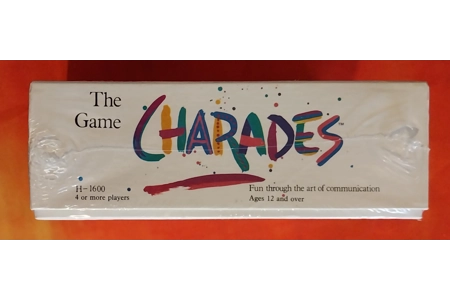 The
Game
CHARADES
H-1600
4 or more players
Fun through the art of communication
Ages 12 and over